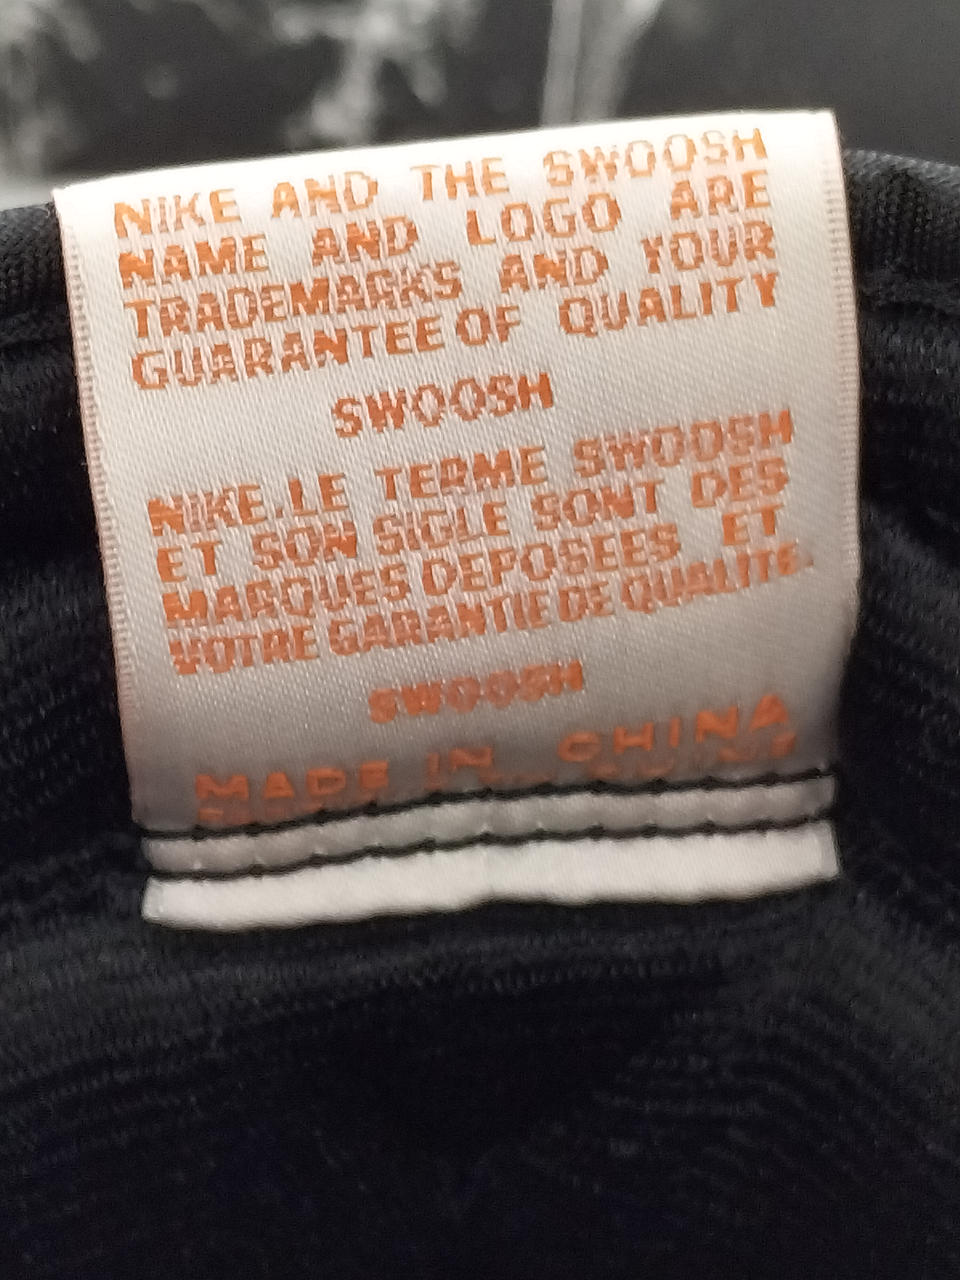 NIKE AND THE SWOOSH
NAME AND LOGO ARE
TRADEMARKS AND YOUR
GUARANTEE OF QUALITY
SWOOSH
NIKE.LE TERME SWOOSH
ET SON SIGLE SONT DES
MARQUES DEPOSEES ET
VOTRE GARANTIE DE QUALITE.
SWOOSH
MADE IN CHINA